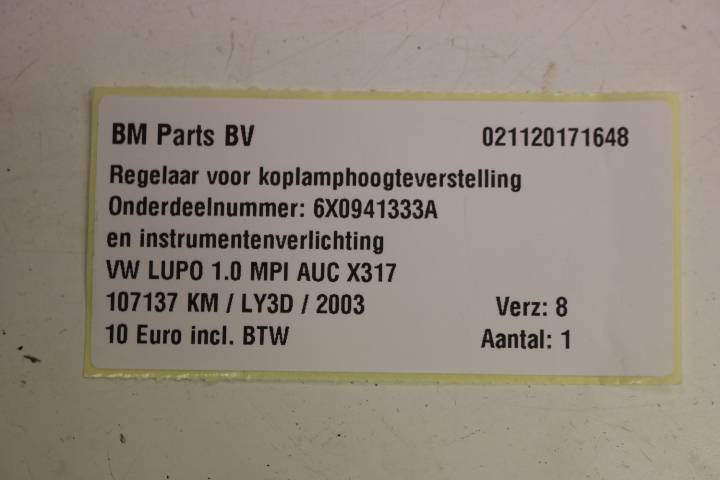 BM Parts BV 021120171648
Regelaar voor koplamphoogteverstelling
Onderdeelnummer: 6X0941333A
en instrumentenverlichting
VW LUPO 1.0 MPI AUC X317
107137 KM / LY3D / 2003 Verz: 8
10 Euro incl. BTW Aantal: 1